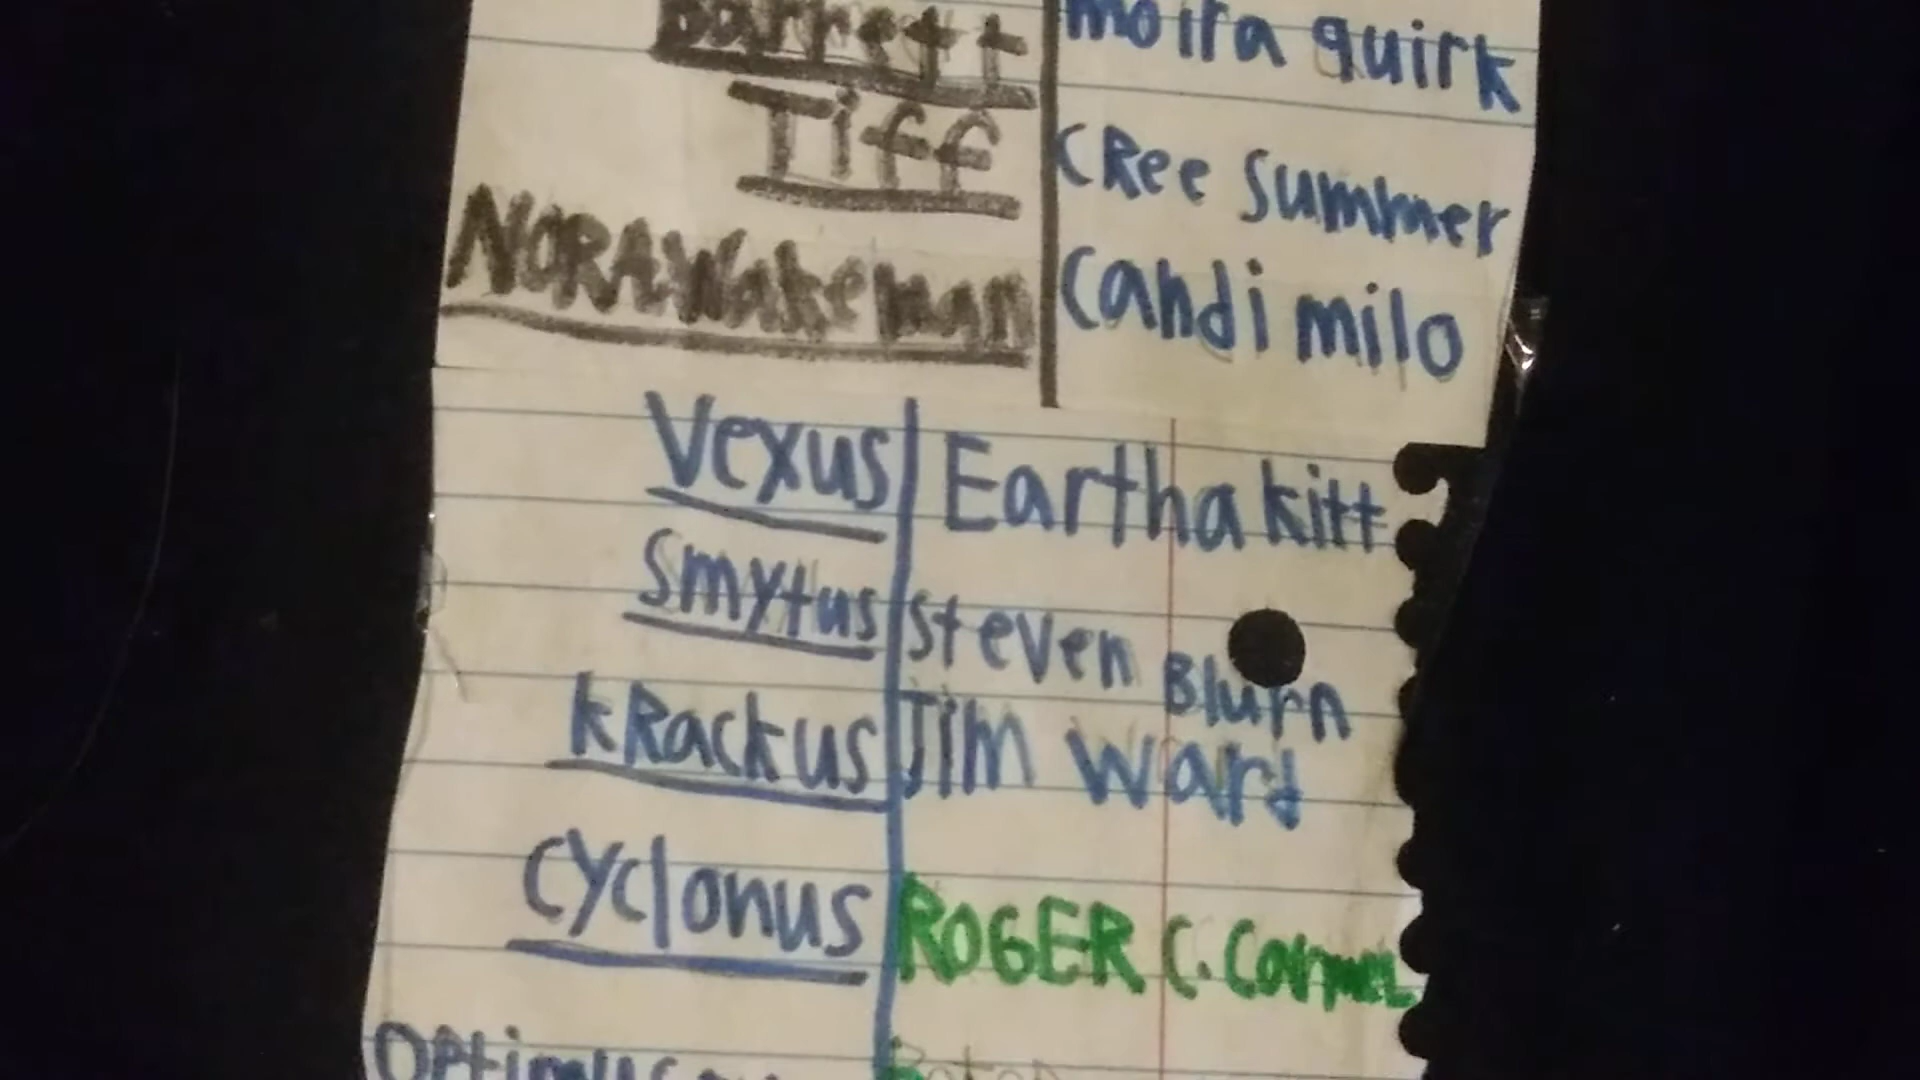 Barrett moira quirk
Tiff CRee Summer
NORA Wakeman Candi milo
Vexus Eartha kitt
Smytus Steven Blurn
kRackus Jim Ward
Cyclonus ROGER C. Carmel